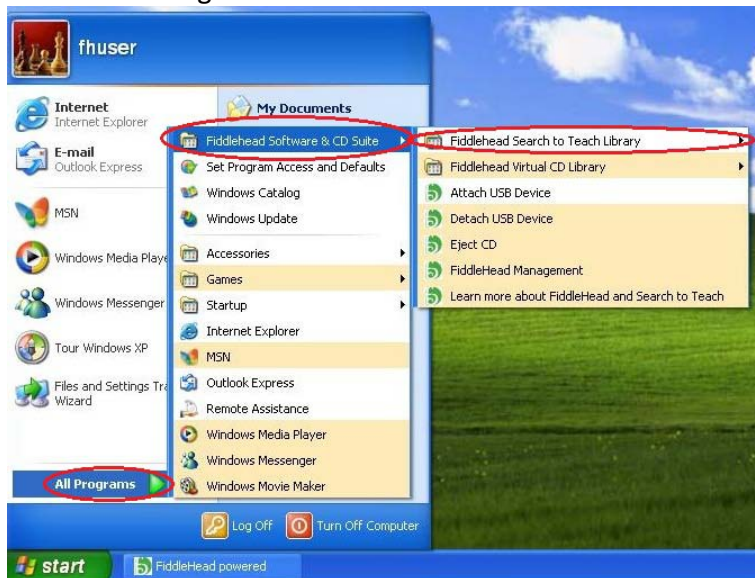 fhuser
Internet
Internet Explorer
E-mail
Outlook Express
MSN
Windows Media Playe
Windows Messenger
Tour Windows XP
Files and Settings Tra
Wizard
All Programs
My Documents
Fiddlehead Software & CD Suite
Set Program Access and Defaults
Windows Catalog
Windows Update
Accessories
Games
Startup
Internet Explorer
MSN
Outlook Express
Remote Assistance
Windows Media Player
Windows Messenger
Windows Movie Maker
Fiddlehead Search to Teach Library
Fiddlehead Virtual CD Library
Attach USB Device
Detach USB Device
Eject CD
FiddleHead Management
Learn more about FiddleHead and Search to Teach
Log Off
Turn Off Computer
start
FiddleHead powered